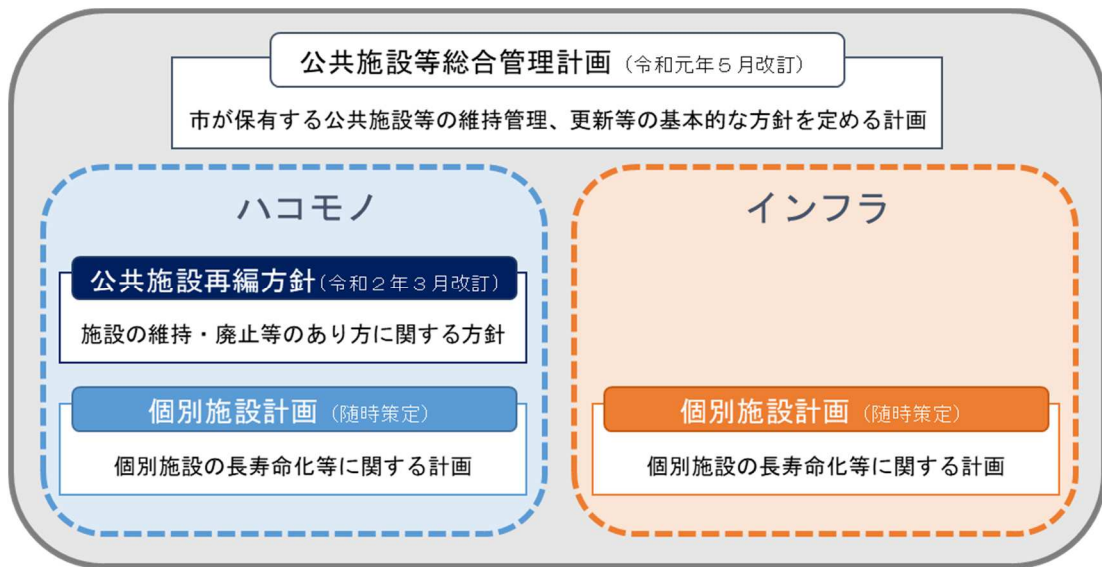 公共施設等総合管理計画（令和元年５月改訂）
市が保有する公共施設等の維持管理、更新等の基本的な方針を定める計画
ハコモノ
公共施設再編方針（令和２年３月改訂）
施設の維持・廃止等のあり方に関する方針
個別施設計画（随時策定）
個別施設の長寿命化等に関する計画
インフラ
個別施設計画（随時策定）
個別施設の長寿命化等に関する計画